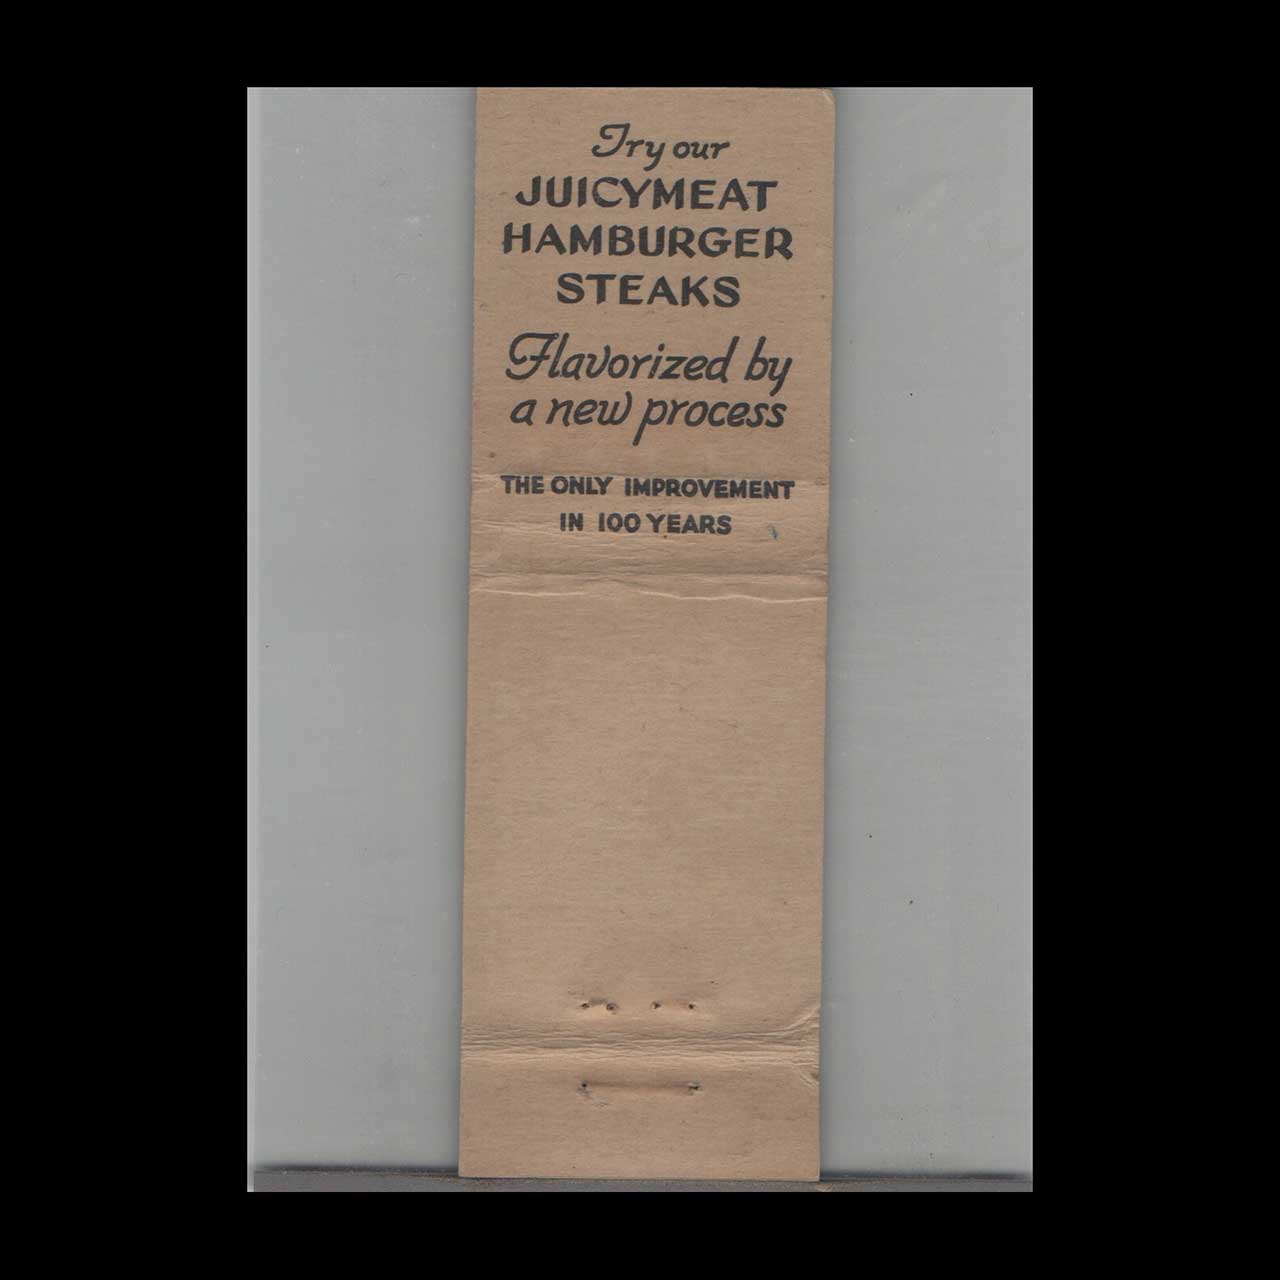 Try our
JUICYMEAT
HAMBURGER
STEAKS
Flavorized by
a new process
THE ONLY IMPROVEMENT
IN 100 YEARS